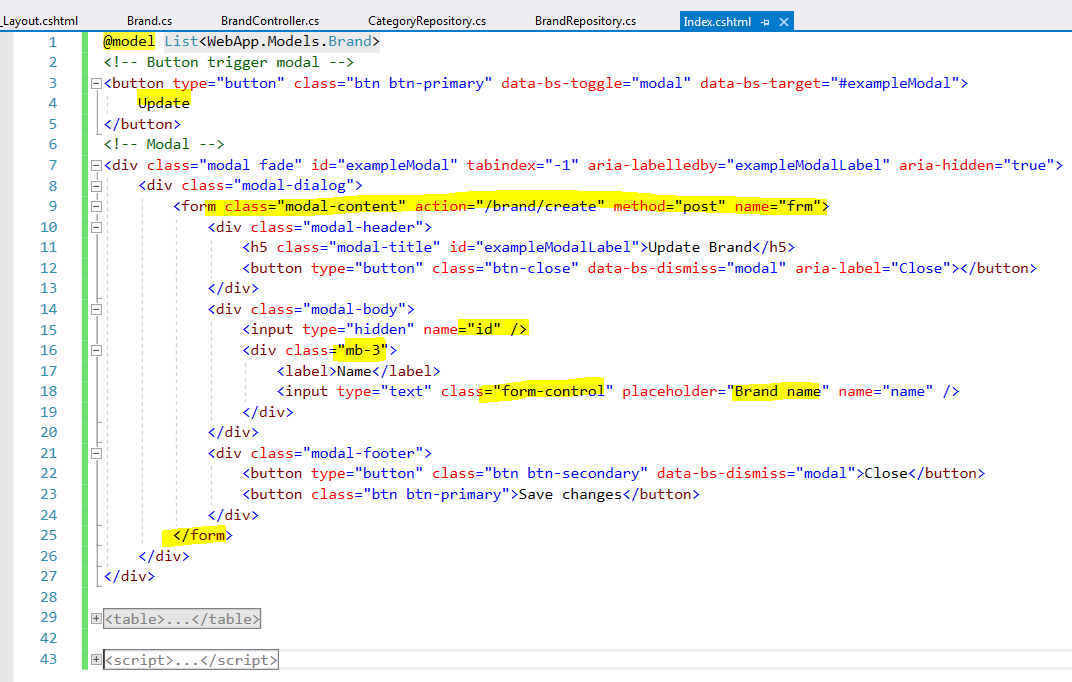 _Layout.cshtml Brand.cs BrandController.cs CategoryRepository.cs BrandRepository.cs Index.cshtml
1 @model List<WebApp.Models.Brand>
2 <!-- Button trigger modal -->
3 <button type="button" class="btn btn-primary" data-bs-toggle="modal" data-bs-target="#exampleModal">
4 Update
5 </button>
6 <!-- Modal -->
7 <div class="modal fade" id="exampleModal" tabindex="-1" aria-labelledby="exampleModalLabel" aria-hidden="true">
8 <div class="modal-dialog">
9 <form class="modal-content" action="/brand/create" method="post" name="frm">
10 <div class="modal-header">
11 <h5 class="modal-title" id="exampleModalLabel">Update Brand</h5>
12 <button type="button" class="btn-close" data-bs-dismiss="modal" aria-label="Close"></button>
13 </div>
14 <div class="modal-body">
15 <input type="hidden" name="id" />
16 <div class="mb-3">
17 <label>Name</label>
18 <input type="text" class="form-control" placeholder="Brand name" name="name" />
19 </div>
20 </div>
21 <div class="modal-footer">
22 <button type="button" class="btn btn-secondary" data-bs-dismiss="modal">Close</button>
23 <button class="btn btn-primary">Save changes</button>
24 </div>
25 </form>
26 </div>
27 </div>
28
29 <table>...</table>
42
43 <script>...</script>